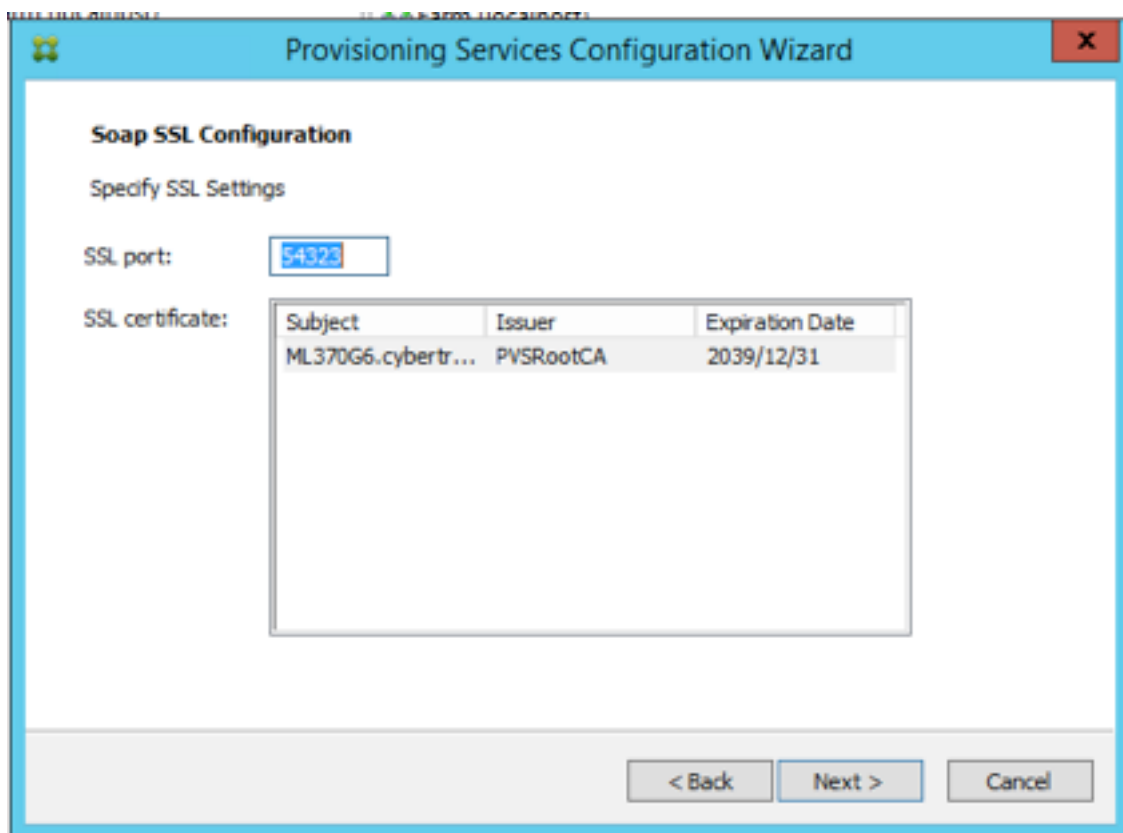 Provisioning Services Configuration Wizard
Soap SSL Configuration
Specify SSL Settings
SSL port: 54323
SSL certificate:
Subject Issuer Expiration Date
ML370G6.cybertr... PVSRootCA 2039/12/31
< Back Next > Cancel